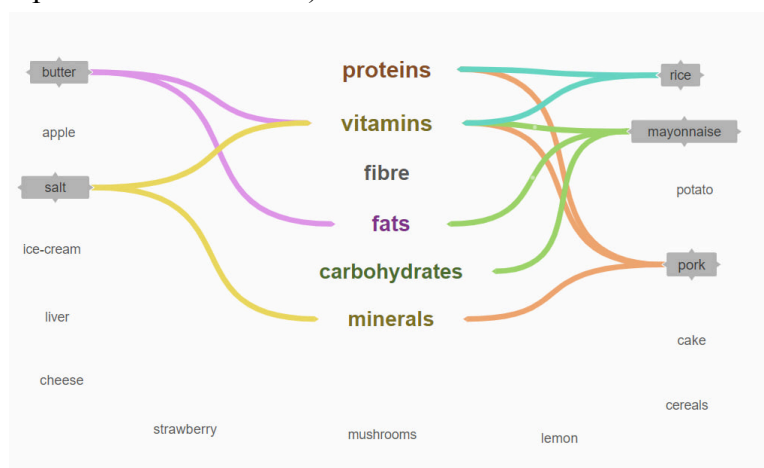 butter
proteins
rice
apple
vitamins
mayonnaise
salt
fibre
potato
ice-cream
fats
pork
liver
carbohydrates
cake
cheese
minerals
cereals
strawberry
mushrooms
lemon